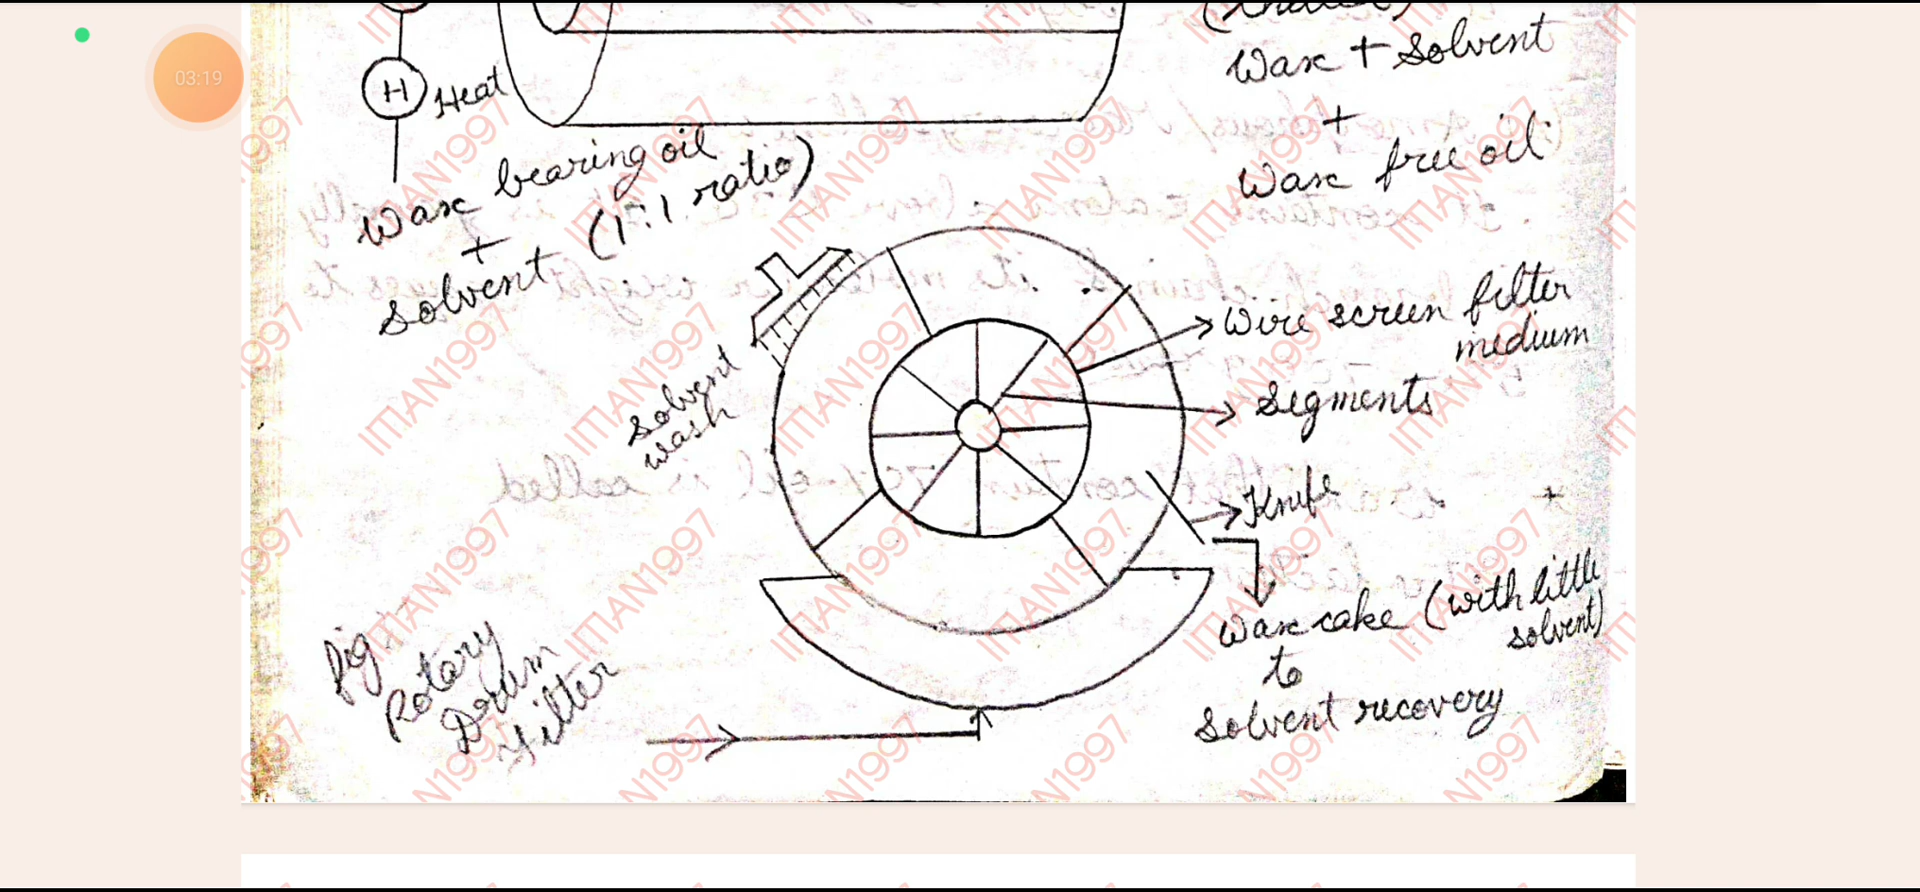 03:19
H Heat
Wax + Solvent
+
Wax free oil
Wax bearing oil
+
Solvent (1:1 ratio)
Wire screen filter
medium
Segments
Solvent
wash
Knife
Wax cake (with little
solvent)
to
Solvent recovery
fig
Rotary
Drum
filter
IMAN1997